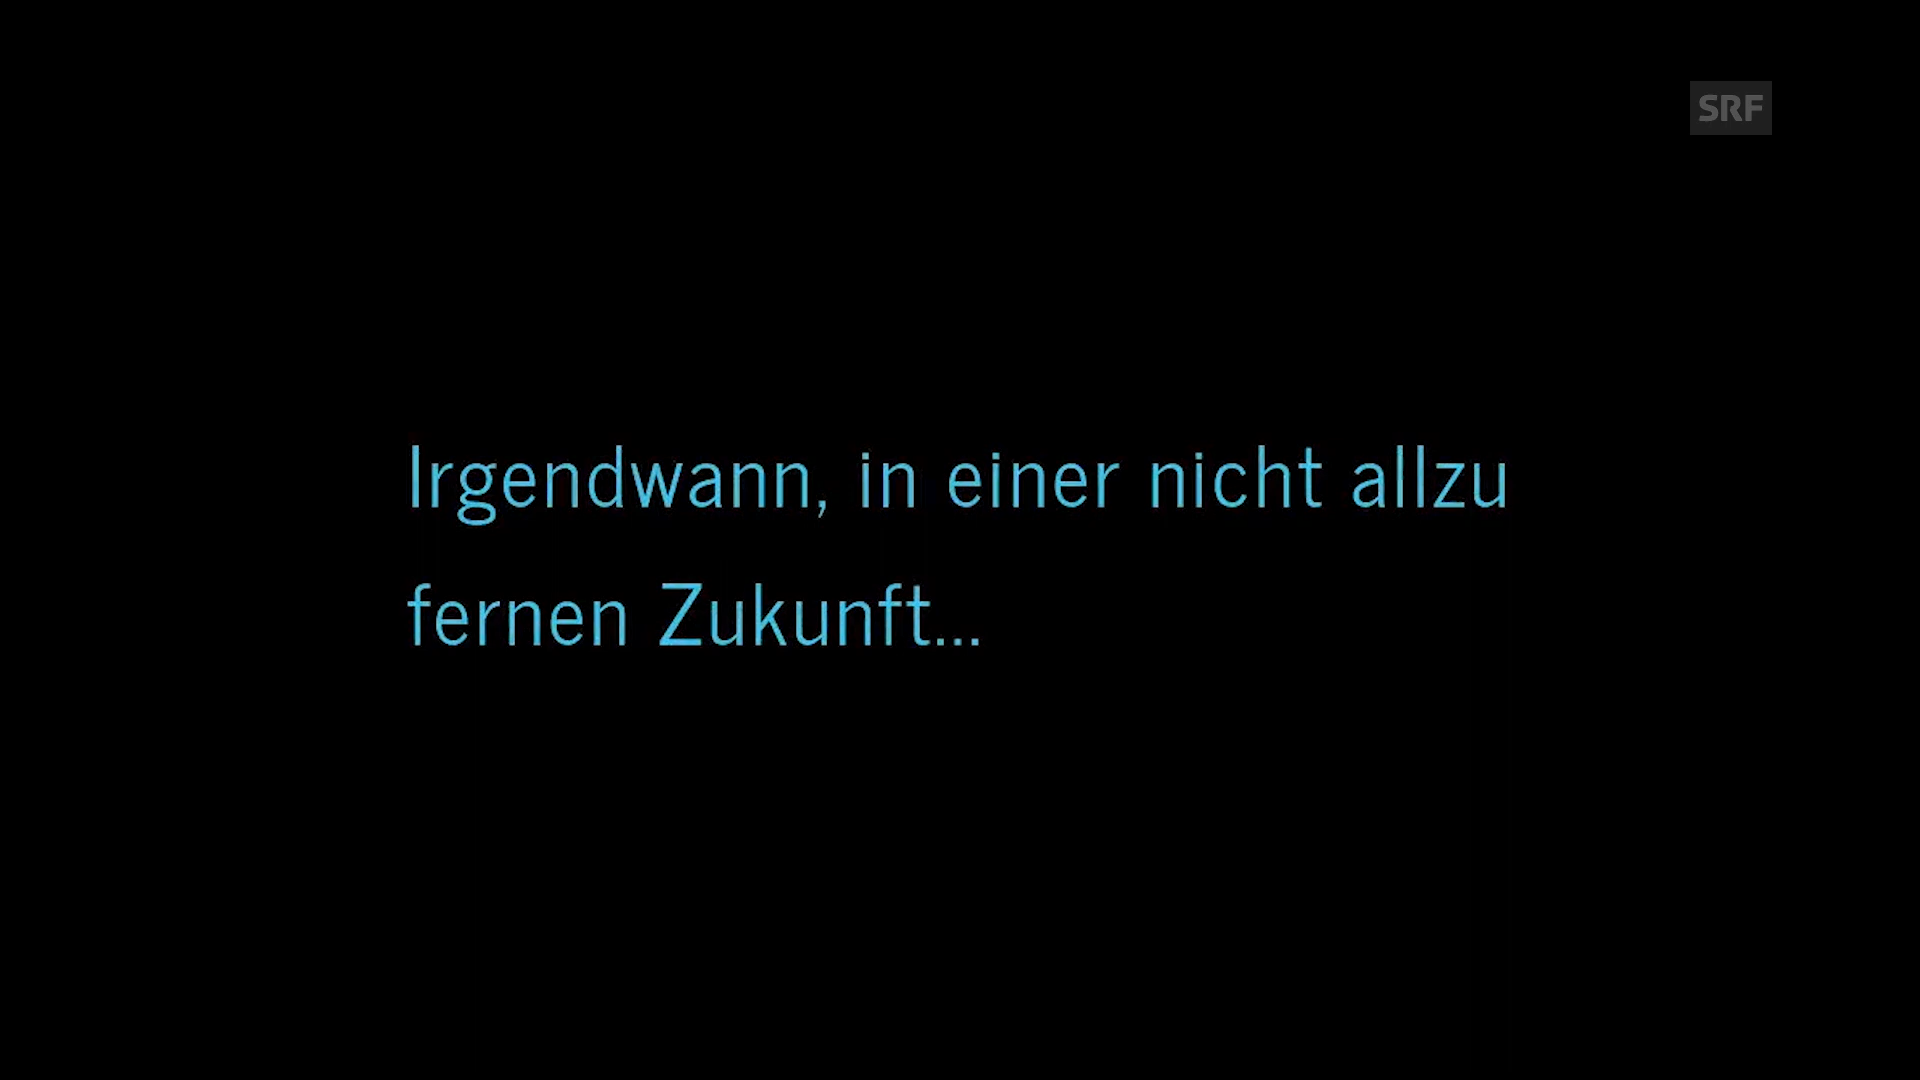 SRF
Irgendwann, in einer nicht allzu
fernen Zukunft...